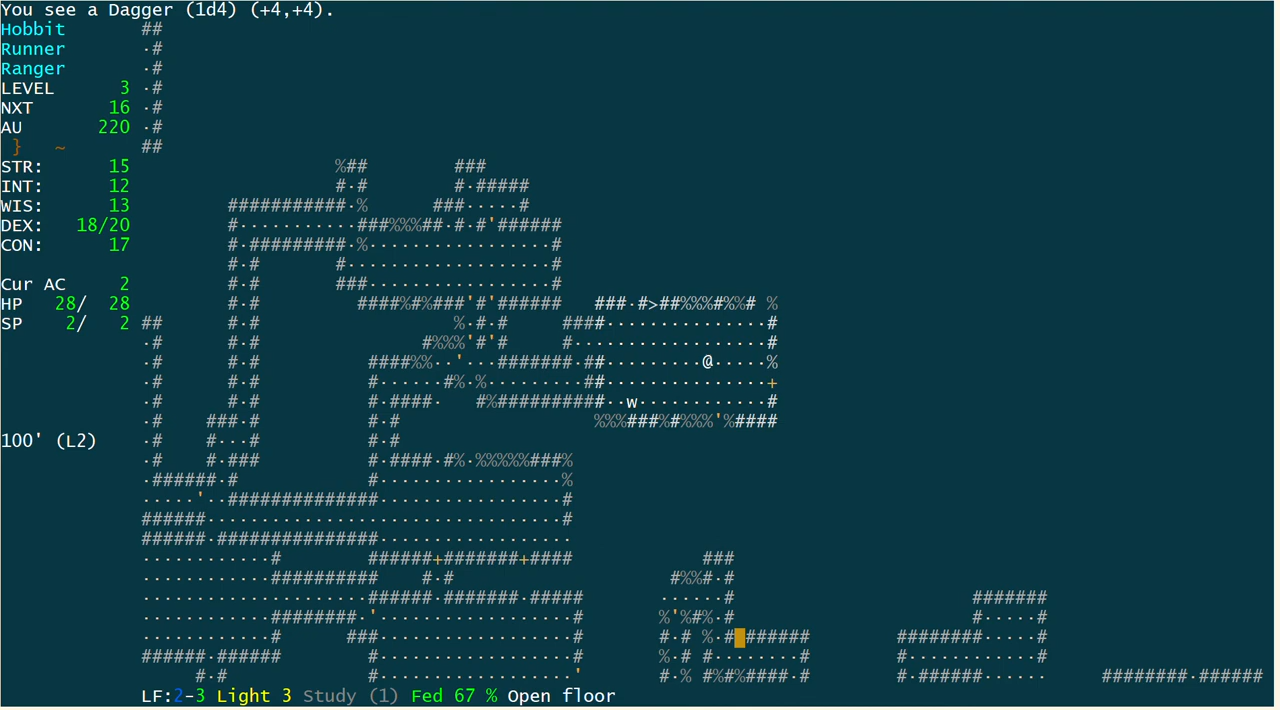 You see a Dagger (1d4) (+4,+4).
Hobbit
Runner
Ranger
LEVEL 3
NXT 16
AU 220
} ~
STR: 15
INT: 12
WIS: 13
DEX: 18/20
CON: 17
Cur AC 2
HP 28/ 28
SP 2/ 2
100' (L2)
LF:2-3 Light 3 Study (1) Fed 67 % Open floor